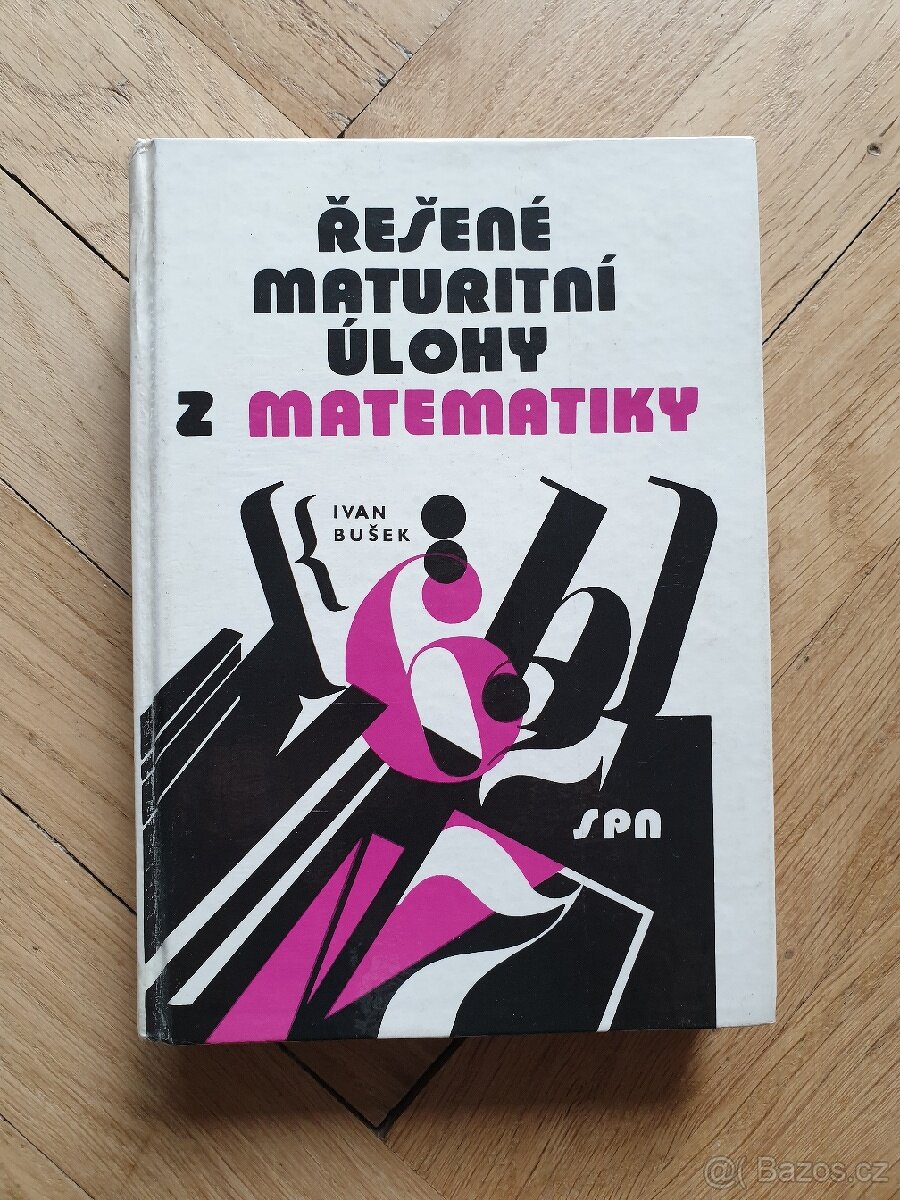 ŘEŠENÉ
MATURITNÍ
ÚLOHY
Z MATEMATIKY
IVAN
BUŠEK
SPN
@( Bazos.cz